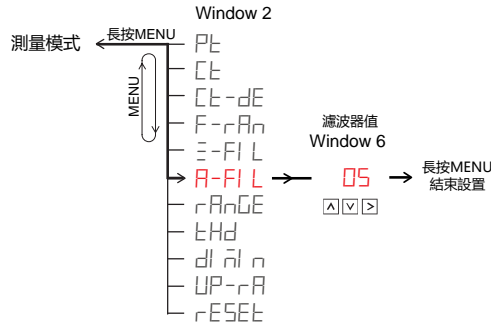 Window 2
測量模式
長按MENU
MENU
Pt
Ct
Ct-dE
F-rAn
Ξ-FIL
A-FIL
濾波器值
Window 6
05
長按MENU
結束設置
rAnGE
tHd
dI n̄I n
UP-rA
rESEt